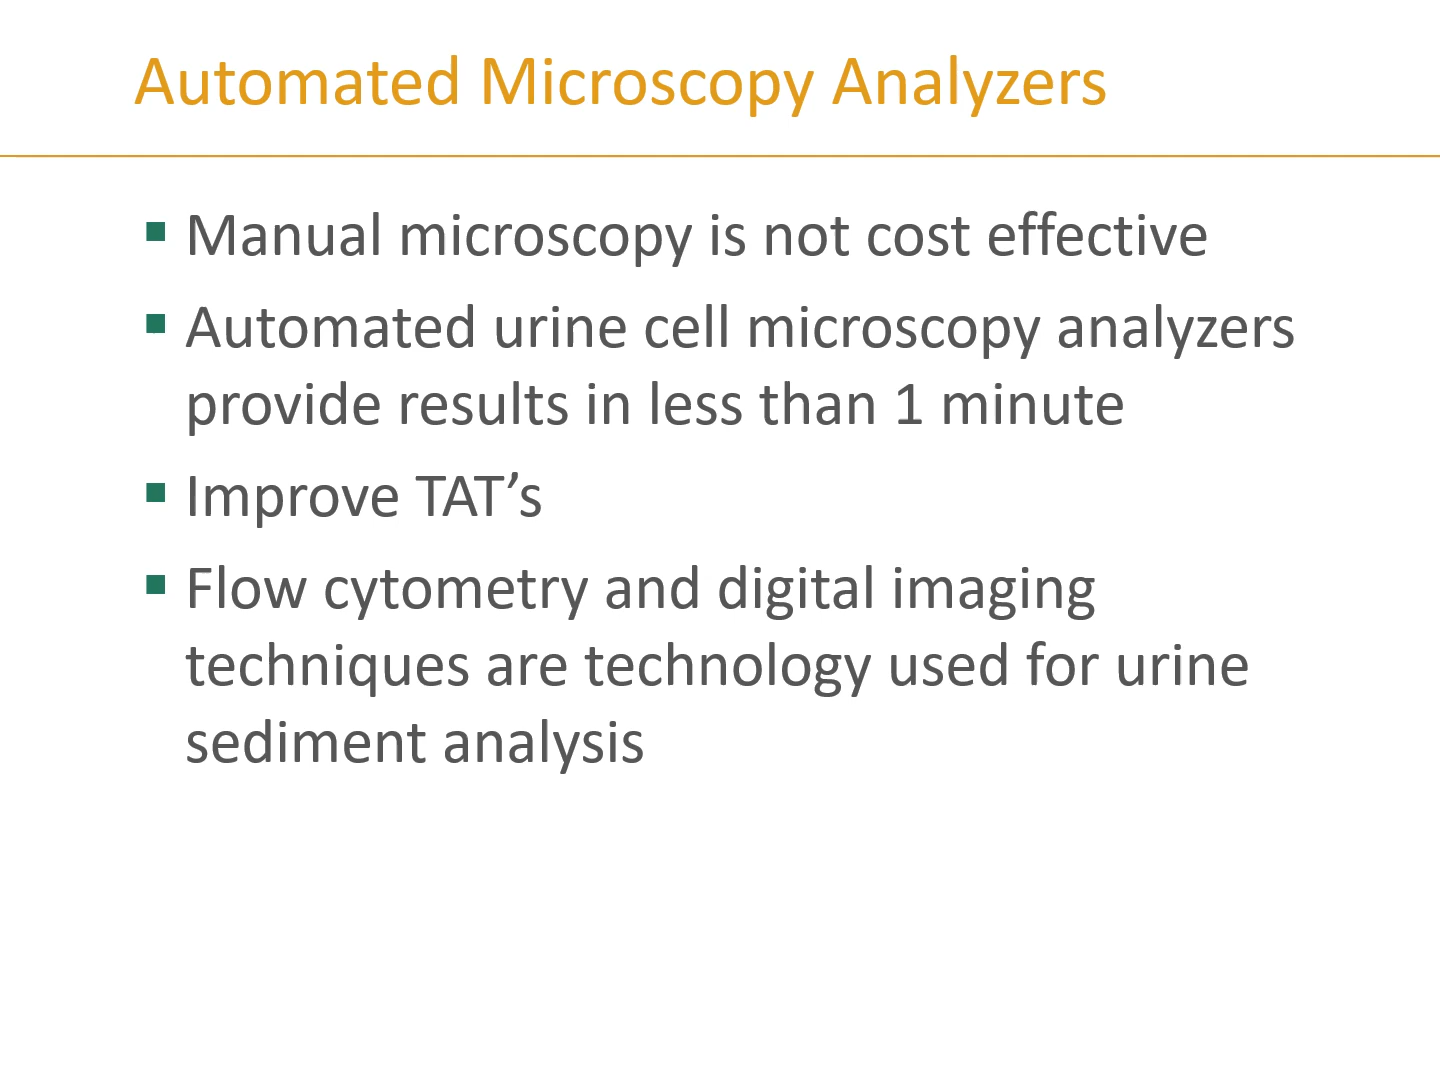 Automated Microscopy Analyzers
▪ Manual microscopy is not cost effective
▪ Automated urine cell microscopy analyzers
provide results in less than 1 minute
▪ Improve TAT’s
▪ Flow cytometry and digital imaging
techniques are technology used for urine
sediment analysis